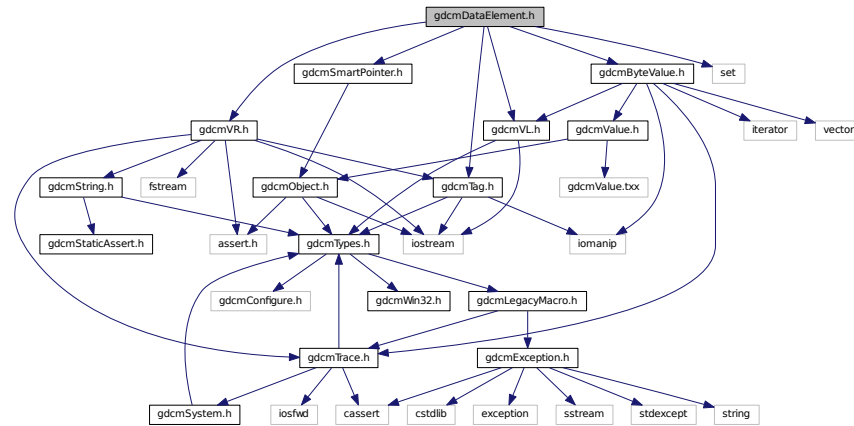 gdcmDataElement.h
gdcmSmartPointer.h
gdcmByteValue.h
set
gdcmVR.h
gdcmVL.h
gdcmValue.h
iterator
vector
gdcmString.h
fstream
gdcmObject.h
gdcmTag.h
gdcmValue.txx
gdcmStaticAssert.h
assert.h
gdcmTypes.h
iostream
iomanip
gdcmConfigure.h
gdcmWin32.h
gdcmLegacyMacro.h
gdcmTrace.h
gdcmException.h
gdcmSystem.h
iosfwd
cassert
cstdlib
exception
sstream
stdexcept
string